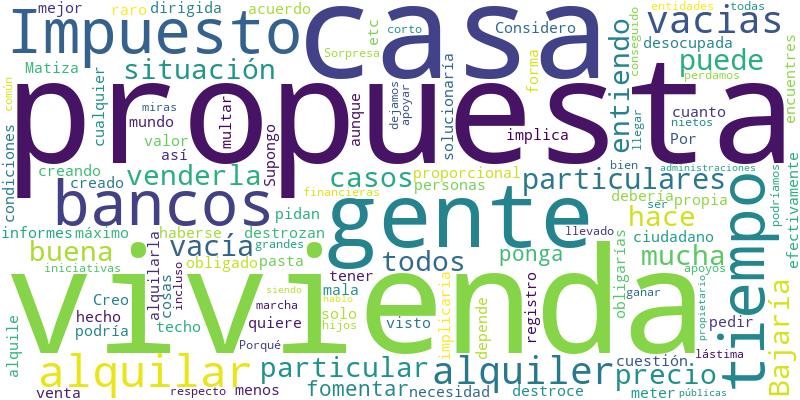 mejor
raro
dirigida
acuerdo
Impuesto
casa
etc
corto
Considero
entidades
todas
vacías
Matiza
situación
Sorpresa
desocupada
puede
común
cualquier
miras
mundo
multar
aunque
dejamos
apoyar
solucionaría
forma
entiendo
conseguido
llegar
perdamos
encuentres
propuesta
valor
así
implica
cuanto
nietos
Por
condiciones
creando
creado
venderla
Supongo
casos
proporcional
personas
particulares
bien
administraciones
financieras
debería
ser
propia
podríamos
efectivamente
bancos
gente
hace
tiempo
informes
máximo
haberse
destrozan
pidan
llevado
ciudadano
buena
vacía
grandes
todos
ponga
mucha
iniciativas
alquilarla
cosas
obligado
pasta
obligarías
apoyos
vivienda
Creo
incluso
siendo
tener
mala
implicaría
registro
ganar
propietario
Bajaría
hecho
podría
techo
marcha
hablo
quiere
solo
hijos
visto
depende
pedir
alquile
Porqué
menos
cuestión
lástima
alquilar
particular
alquiler
precio
venta
respecto
fomentar
necesidad
destroce
meter
públicas